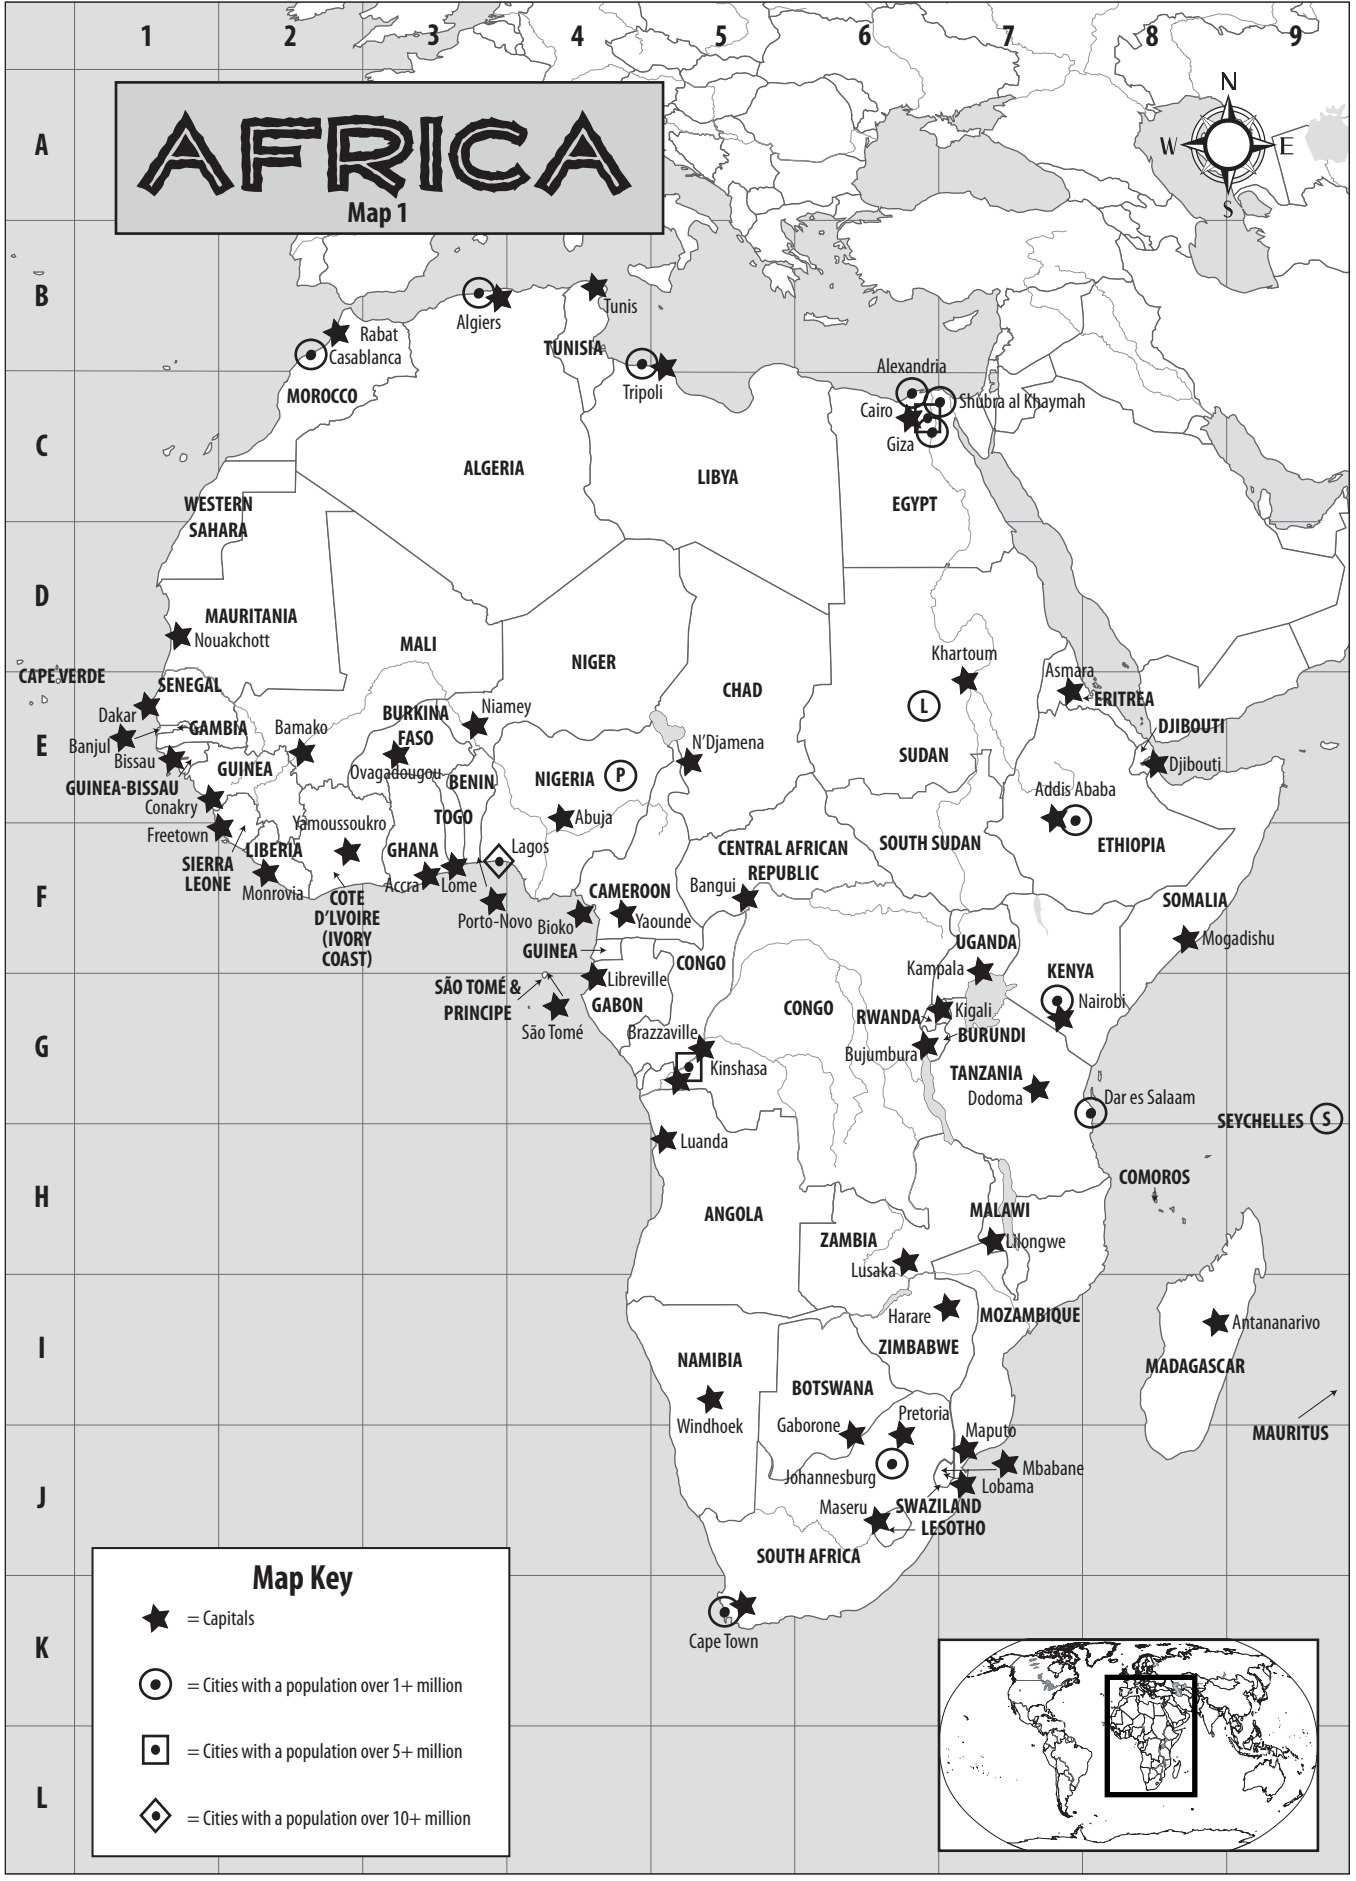 1 2 3 4 5 6 7 8 9
A
B
C
D
E
F
G
H
I
J
K
L
AFRICA
Map 1
N
W E
S
Algiers
Tunis
Rabat
Casablanca
TUNISIA
MOROCCO
Tripoli
Alexandria
Cairo
Shubra al Khaymah
Giza
ALGERIA
LIBYA
EGYPT
WESTERN
SAHARA
MAURITANIA
Nouakchott
MALI
NIGER
CHAD
Khartoum
L
Asmara
ERITREA
CAPE VERDE
SENEGAL
Dakar
GAMBIA
Banjul
Bissau
GUINEA-BISSAU
GUINEA
Bamako
BURKINA
FASO
Ovagadougou
Niamey
BENIN
NIGERIA
P
N'Djamena
SUDAN
DJIBOUTI
Djibouti
Addis Ababa
Conakry
Freetown
SIERRA
LEONE
LIBERIA
Monrovia
Yamoussoukro
COTE
D'LVOIRE
(IVORY
COAST)
GHANA
TOGO
Accra
Lome
Lagos
Porto-Novo
Abuja
CENTRAL AFRICAN
REPUBLIC
Bangui
SOUTH SUDAN
ETHIOPIA
SOMALIA
Mogadishu
CAMEROON
Bioko
Yaounde
GUINEA
CONGO
UGANDA
Kampala
KENYA
Nairobi
SÃO TOMÉ &
PRINCIPE
São Tomé
Libreville
GABON
CONGO
RWANDA
Kigali
Brazzaville
Kinshasa
BURUNDI
Bujumbura
TANZANIA
Dodoma
Dar es Salaam
SEYCHELLES S
Luanda
ANGOLA
COMOROS
MALAWI
Lilongwe
ZAMBIA
Lusaka
Harare
MOZAMBIQUE
ZIMBABWE
Antananarivo
MADAGASCAR
MAURITUS
NAMIBIA
Windhoek
BOTSWANA
Gaborone
Pretoria
Maputo
Johannesburg
Mbabane
Lobama
SWAZILAND
Maseru
LESOTHO
SOUTH AFRICA
Cape Town
Map Key
= Capitals
= Cities with a population over 1+ million
= Cities with a population over 5+ million
= Cities with a population over 10+ million